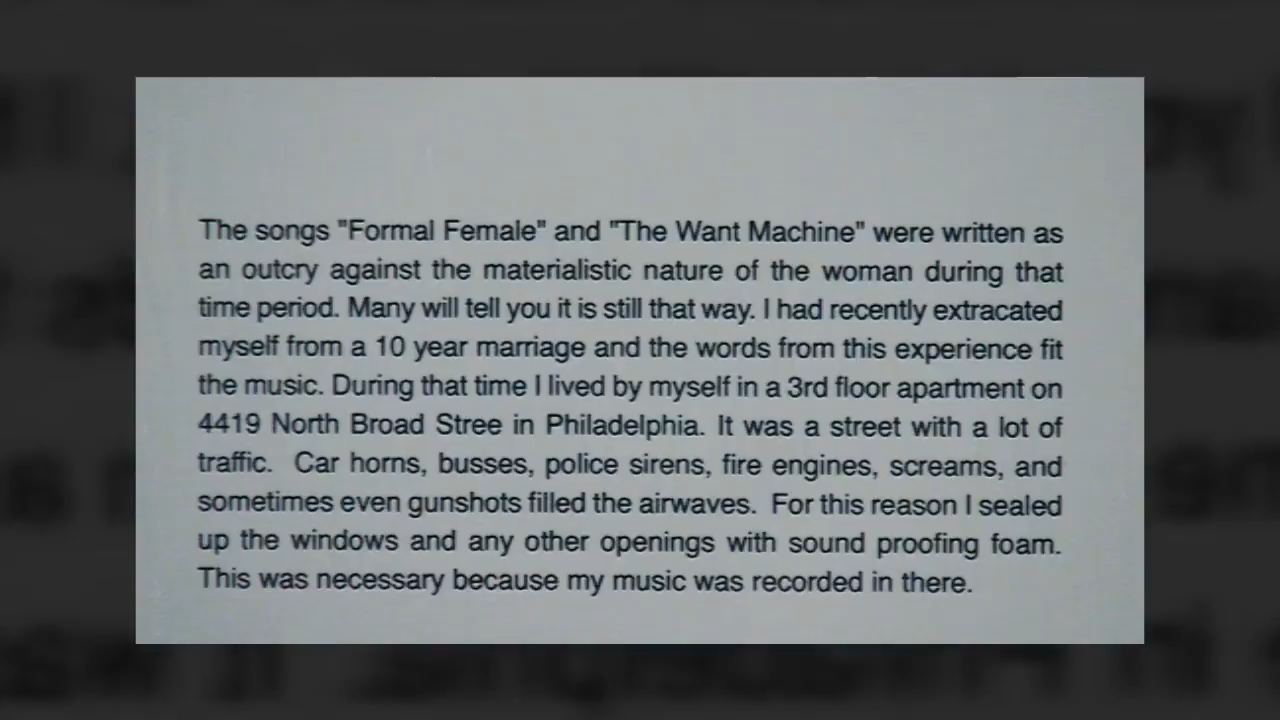 The songs "Formal Female" and "The Want Machine" were written as
an outcry against the materialistic nature of the woman during that
time period. Many will tell you it is still that way. I had recently extracated
myself from a 10 year marriage and the words from this experience fit
the music. During that time I lived by myself in a 3rd floor apartment on
4419 North Broad Stree in Philadelphia. It was a street with a lot of
traffic.  Car horns, busses, police sirens, fire engines, screams, and
sometimes even gunshots filled the airwaves.  For this reason I sealed
up the windows and any other openings with sound proofing foam.
This was necessary because my music was recorded in there.